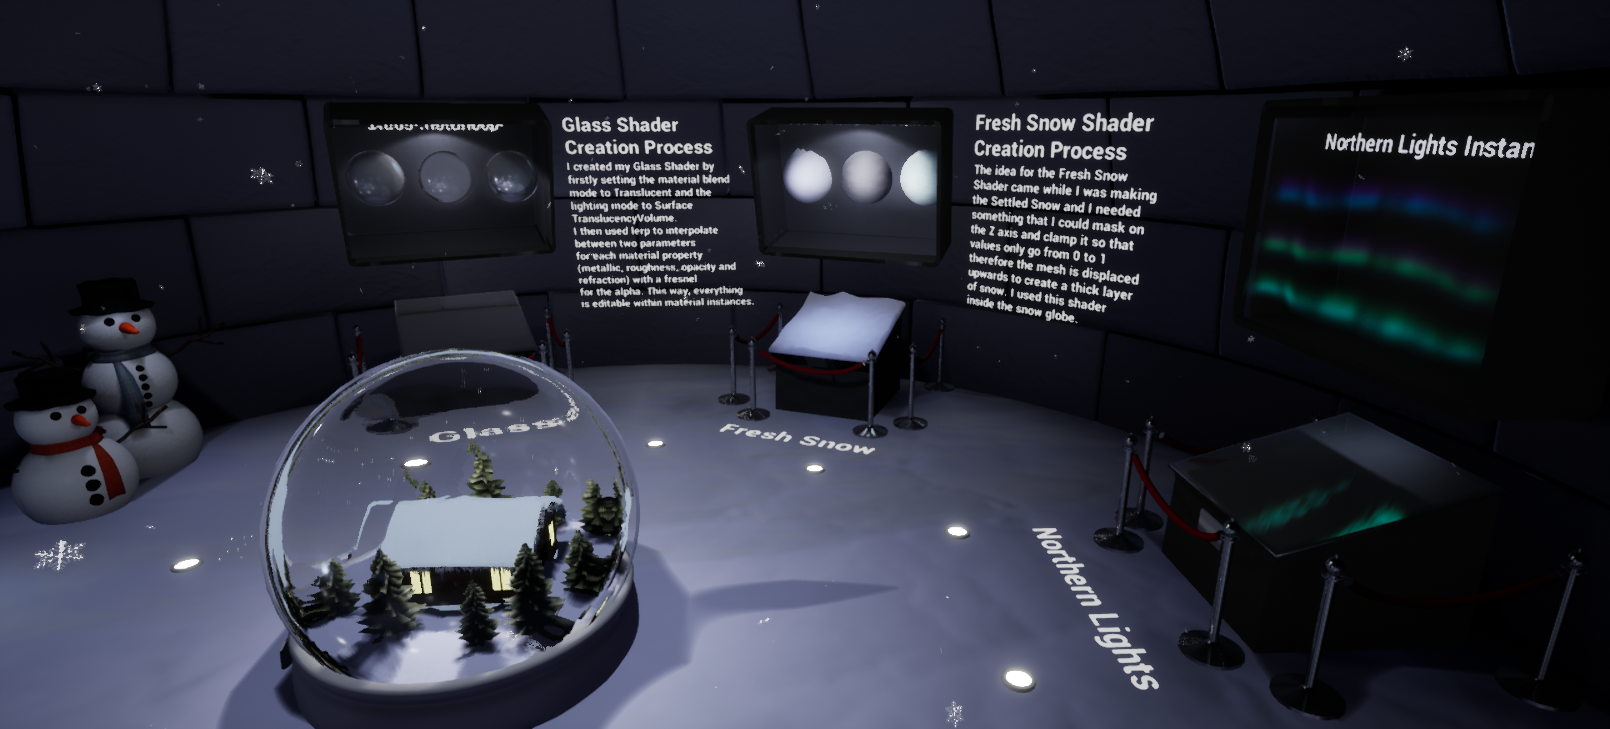 Glass Shader
Creation Process
I created my Glass Shader by
firstly setting the material blend
mode to Translucent and the
lighting mode to Surface
TranslucencyVolume.
I then used lerp to interpolate
between two parameters
for each material property
(metallic, roughness, opacity and
refraction) with a fresnel
for the alpha. This way, everything
is editable within material instances.
Fresh Snow Shader
Creation Process
The idea for the Fresh Snow
Shader came while I was making
the Settled Snow and I needed
something that I could mask on
the Z axis and clamp it so that
values only go from 0 to 1
therefore the mesh is displaced
upwards to create a thick layer
of snow. I used this shader
inside the snow globe.
Northern Lights Instan
Glass
Fresh Snow
Northern Lights